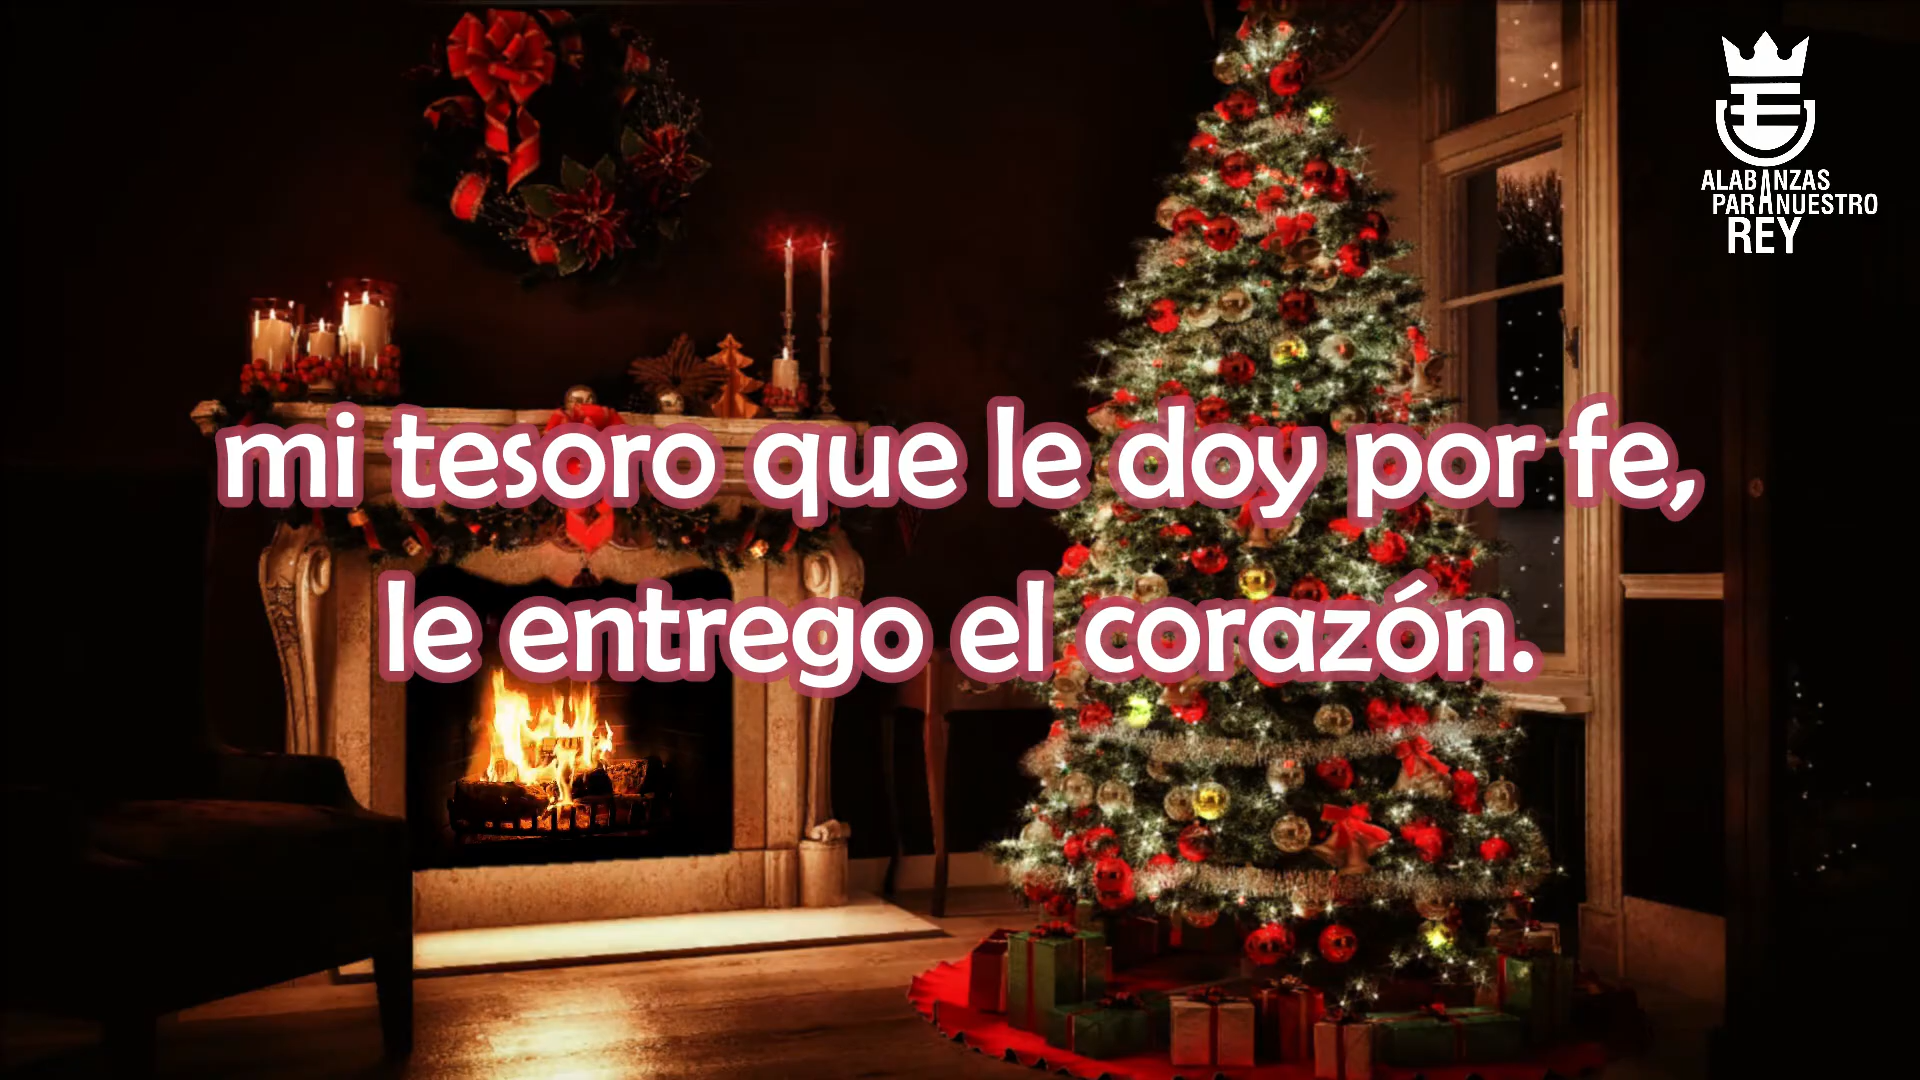 ALABANZAS
PARA NUESTRO
REY
mi tesoro que le doy por fe,
le entrego el corazón.